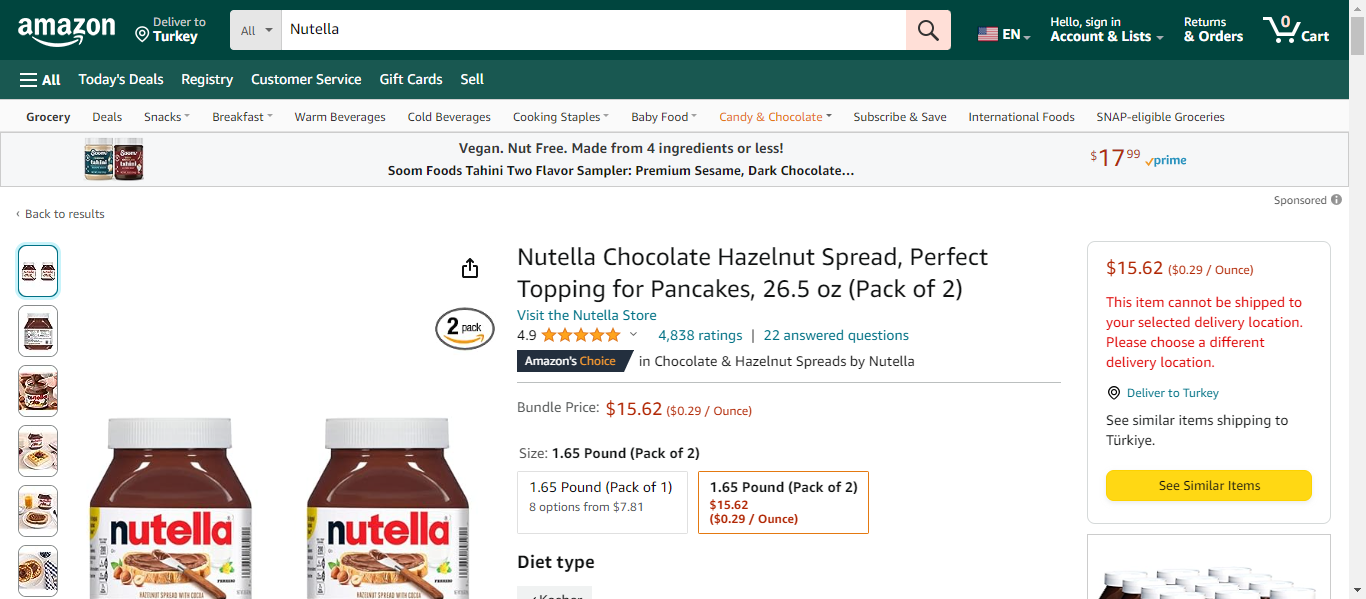 amazon
Deliver to
Turkey
All
Nutella
EN
Hello, sign in
Account & Lists
Returns
& Orders
0
Cart
All
Today's Deals
Registry
Customer Service
Gift Cards
Sell
Grocery
Deals
Snacks
Breakfast
Warm Beverages
Cold Beverages
Cooking Staples
Baby Food
Candy & Chocolate
Subscribe & Save
International Foods
SNAP-eligible Groceries
Vegan. Nut Free. Made from 4 ingredients or less!
Soom Foods Tahini Two Flavor Sampler: Premium Sesame, Dark Chocolate...
$17.99 prime
Sponsored
‹ Back to results
2 pack
nutella
HAZELNUT SPREAD WITH COCOA
nutella
HAZELNUT SPREAD WITH COCOA
Nutella Chocolate Hazelnut Spread, Perfect
Topping for Pancakes, 26.5 oz (Pack of 2)
Visit the Nutella Store
4.9
4,838 ratings | 22 answered questions
Amazon's Choice in Chocolate & Hazelnut Spreads by Nutella
Bundle Price: $15.62 ($0.29 / Ounce)
Size: 1.65 Pound (Pack of 2)
1.65 Pound (Pack of 1)
8 options from $7.81
1.65 Pound (Pack of 2)
$15.62
($0.29 / Ounce)
Diet type
Kosher
$15.62 ($0.29 / Ounce)
This item cannot be shipped to
your selected delivery location.
Please choose a different
delivery location.
Deliver to Turkey
See similar items shipping to
Türkiye.
See Similar Items